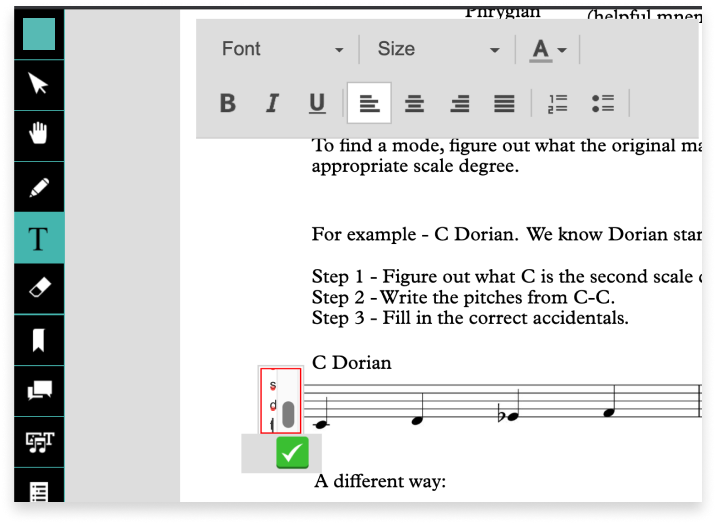 Phrygian (helpful mnem
Font Size A
B I U
To find a mode, figure out what the original ma
appropriate scale degree.
T
For example - C Dorian. We know Dorian star
Step 1 - Figure out what C is the second scale
Step 2 - Write the pitches from C-C.
Step 3 - Fill in the correct accidentals.
C Dorian
s
d
f
A different way: